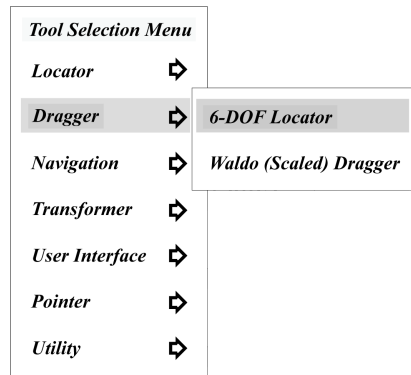 Tool Selection Menu
Locator
Dragger
6-DOF Locator
Navigation
Waldo (Scaled) Dragger
Transformer
User Interface
Pointer
Utility